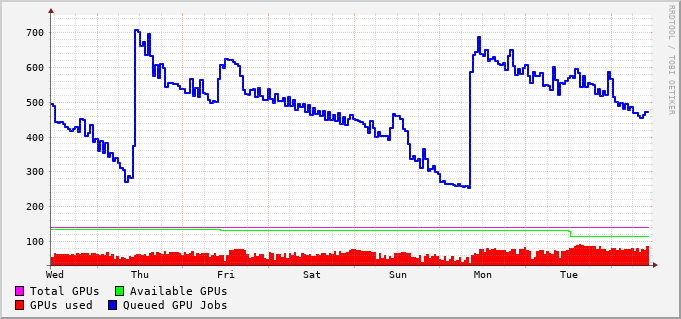 RRDTOOL / TOBI OETIKER
700
600
500
400
300
200
100
Wed Thu Fri Sat Sun Mon Tue
Total GPUs Available GPUs
GPUs used Queued GPU Jobs